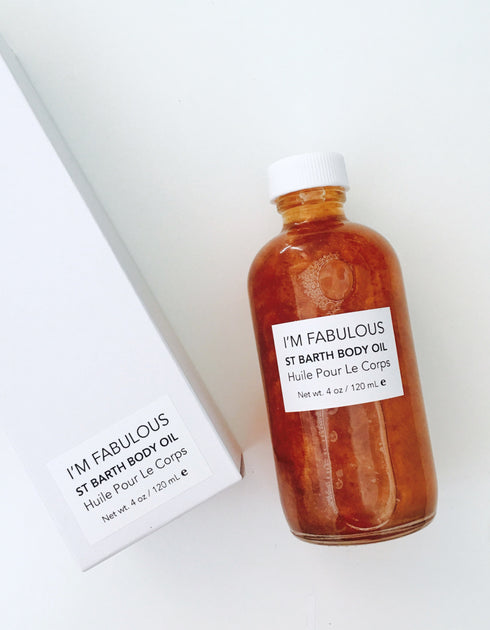 I'M FABULOUS
ST BARTH BODY OIL
Huile Pour Le Corps
Net wt. 4 oz / 120 mL ℮
I'M FABULOUS
ST BARTH BODY OIL
Huile Pour Le Corps
Net wt. 4 oz / 120 mL ℮